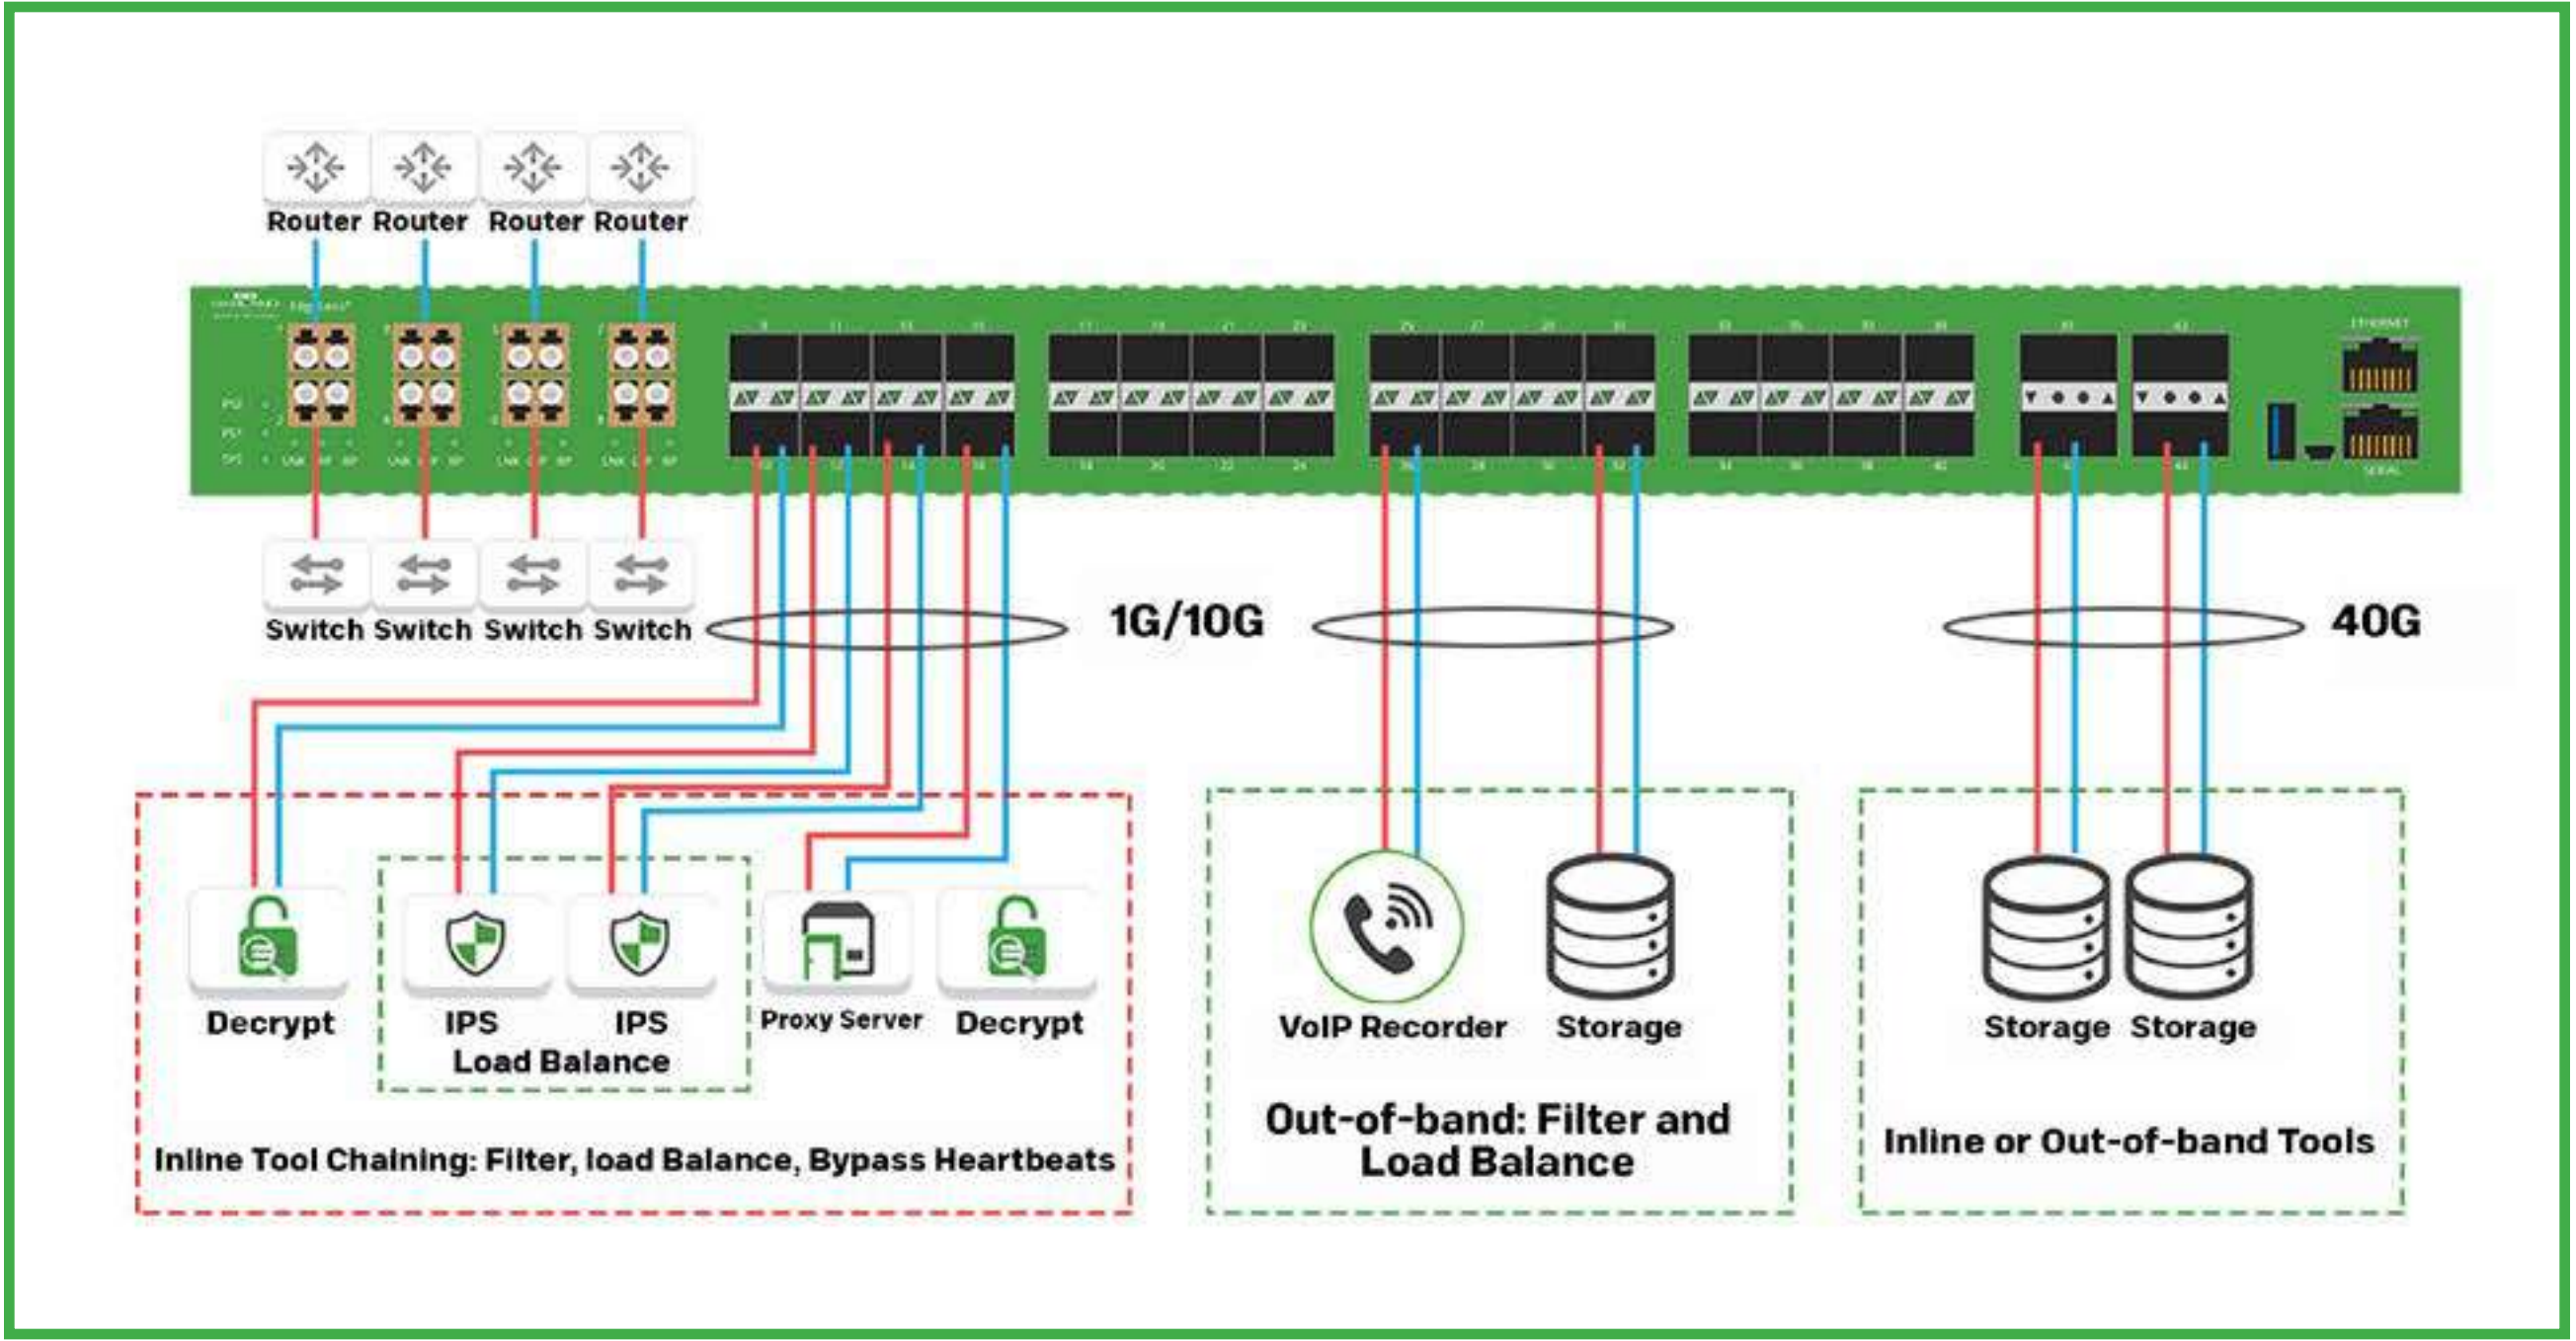 Router Router Router Router
ETHERNET
SERIAL
Switch Switch Switch Switch
1G/10G
40G
Decrypt
IPS
IPS
Load Balance
Proxy Server
Decrypt
Inline Tool Chaining: Filter, load Balance, Bypass Heartbeats
VoIP Recorder
Storage
Out-of-band: Filter and
Load Balance
Storage Storage
Inline or Out-of-band Tools